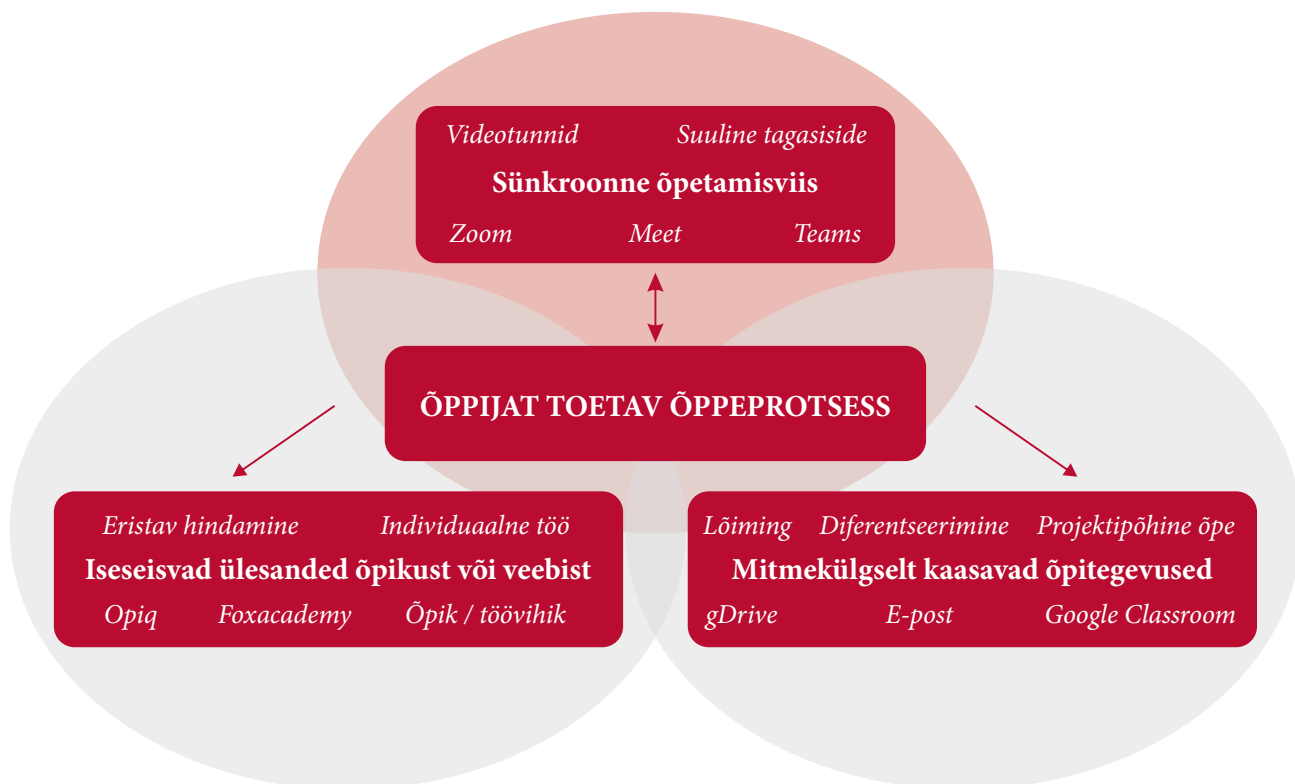 Videotunnid Suuline tagasiside
Sünkroonne õpetamisviis
Zoom Meet Teams
ÕPPIJAT TOETAV ÕPPEPROTSESS
Eristav hindamine Individuaalne töö
Iseseisvad ülesanded õpikust või veebist
Opiq Foxacademy Õpik / töövihik
Lõiming Diferentseerimine Projektipõhine õpe
Mitmekülgselt kaasavad õpitegevused
gDrive E-post Google Classroom